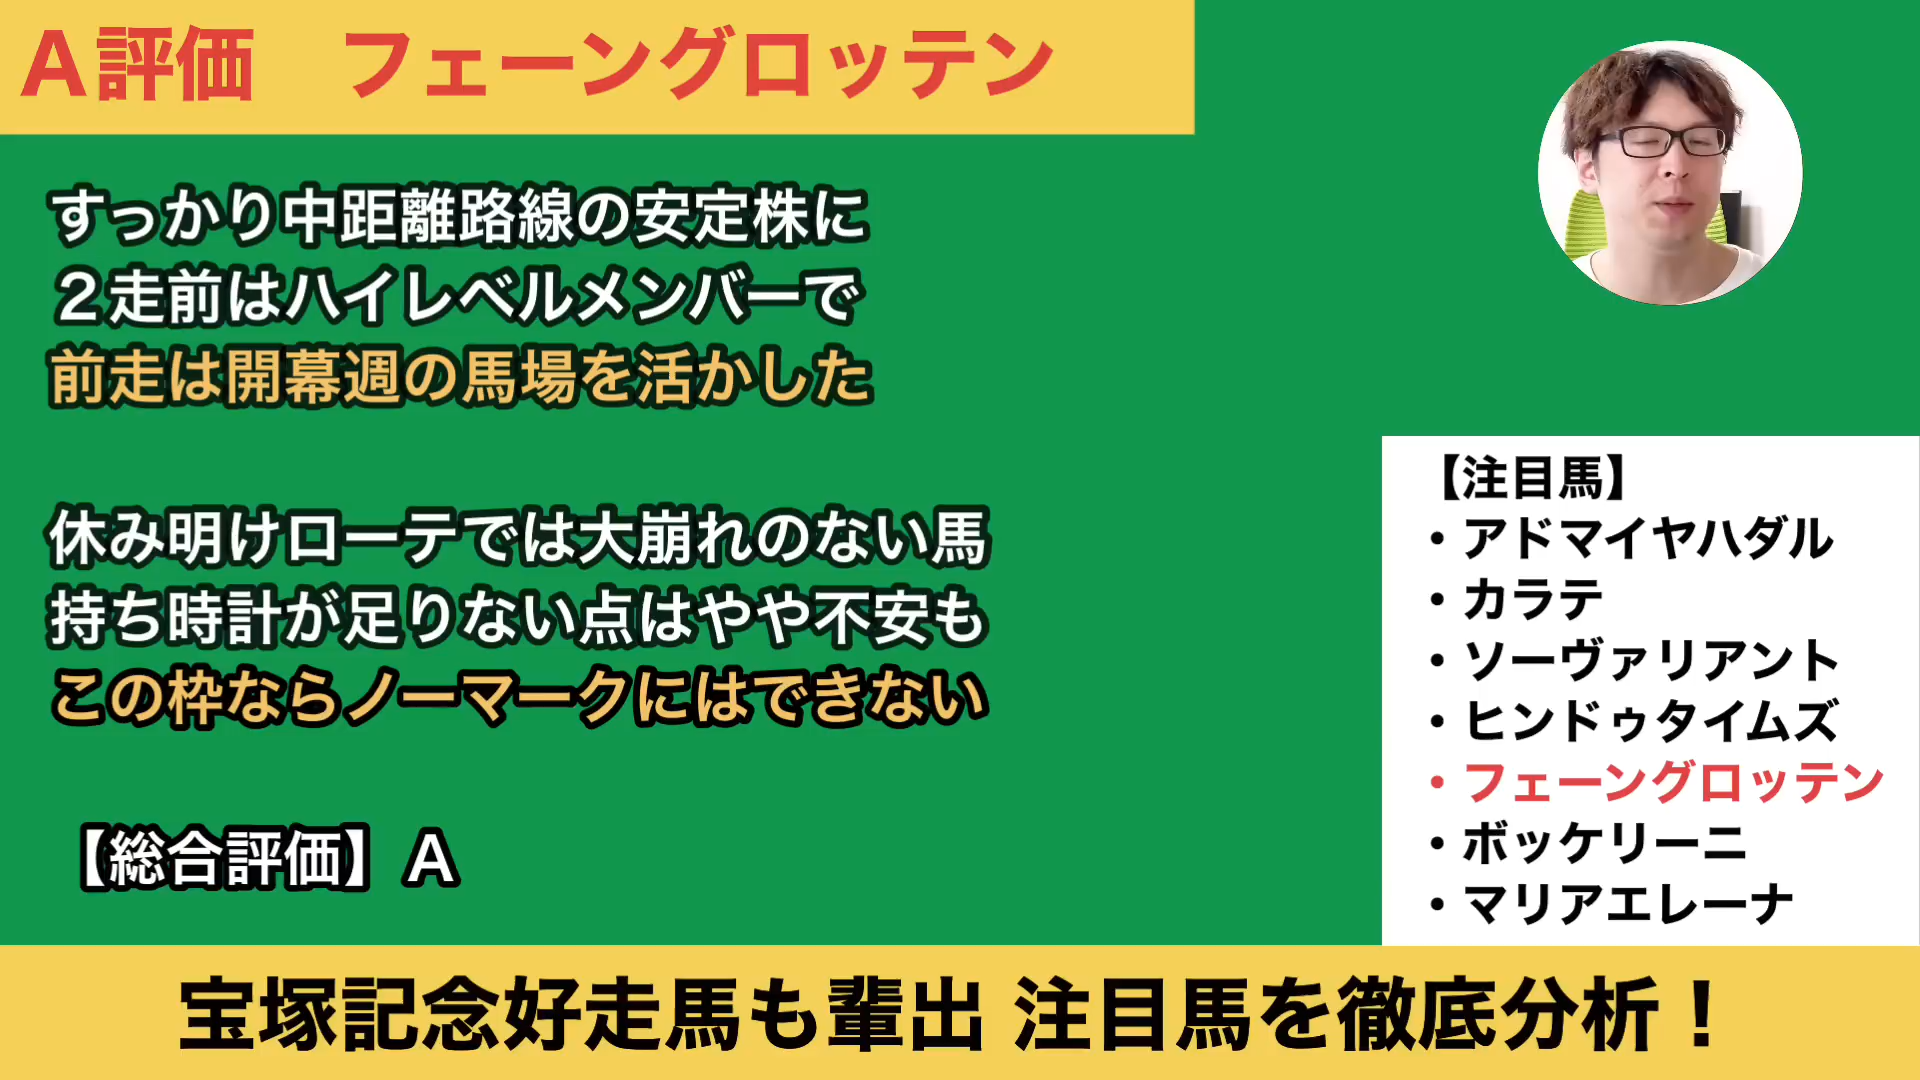 A評価　フェーングロッテン
すっかり中距離路線の安定株に
２走前はハイレベルメンバーで
前走は開幕週の馬場を活かした
休み明けローテでは大崩れのない馬
持ち時計が足りない点はやや不安も
この枠ならノーマークにはできない
【総合評価】 A
【注目馬】
・アドマイヤハダル
・カラテ
・ソーヴァリアント
・ヒンドゥタイムズ
・フェーングロッテン
・ボッケリーニ
・マリアエレーナ
宝塚記念好走馬も輩出 注目馬を徹底分析！